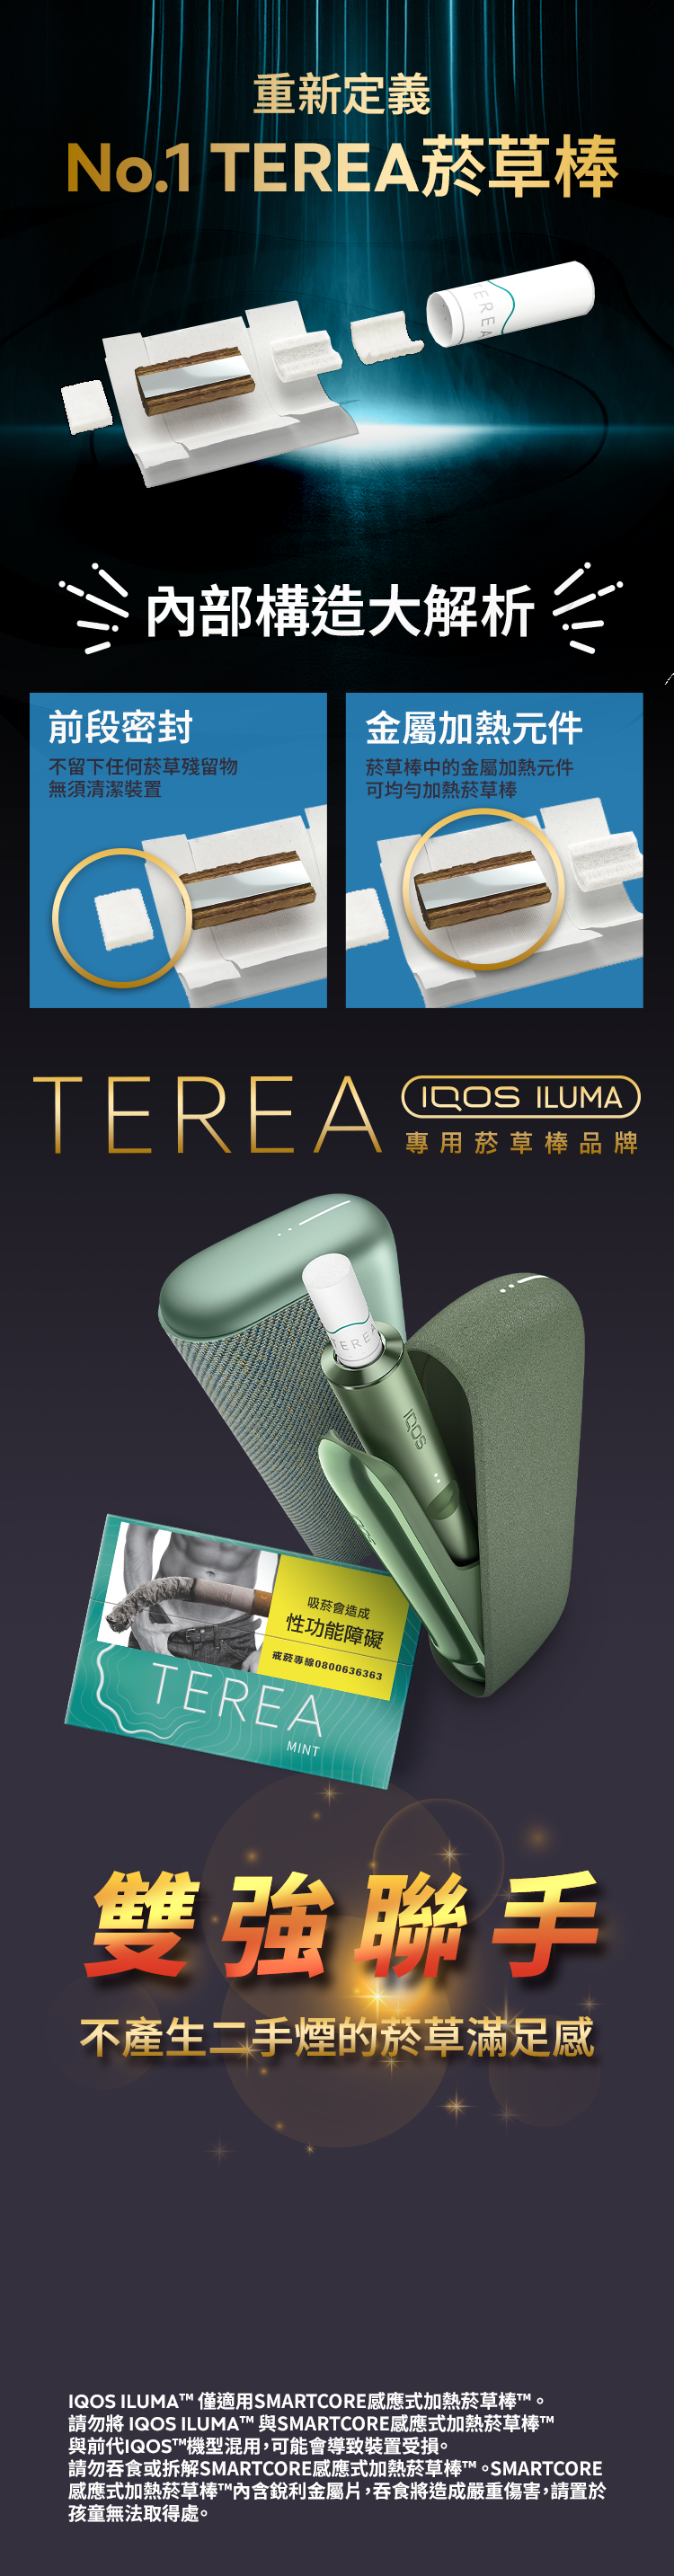 重新定義
No.1 TEREA菸草棒
TEREA
內部構造大解析
前段密封
不留下任何菸草殘留物
無須清潔裝置
金屬加熱元件
菸草棒中的金屬加熱元件
可均勻加熱菸草棒
TEREA IQOS ILUMA
專用菸草棒品牌
TEREA
IQOS
吸菸會造成
性功能障礙
戒菸專線0800636363
TEREA
MINT
雙強聯手
不產生二手煙的菸草滿足感
IQOS ILUMA™ 僅適用SMARTCORE感應式加熱菸草棒™。
請勿將 IQOS ILUMA™ 與SMARTCORE感應式加熱菸草棒™
與前代IQOS™機型混用，可能會導致裝置受損。
請勿吞食或拆解SMARTCORE感應式加熱菸草棒™。SMARTCORE
感應式加熱菸草棒™內含銳利金屬片，吞食將造成嚴重傷害，請置於
孩童無法取得處。